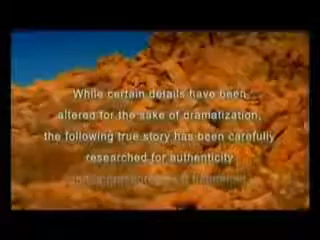 While certain details have been
altered for the sake of dramatization,
the following true story has been carefully
researched for authenticity